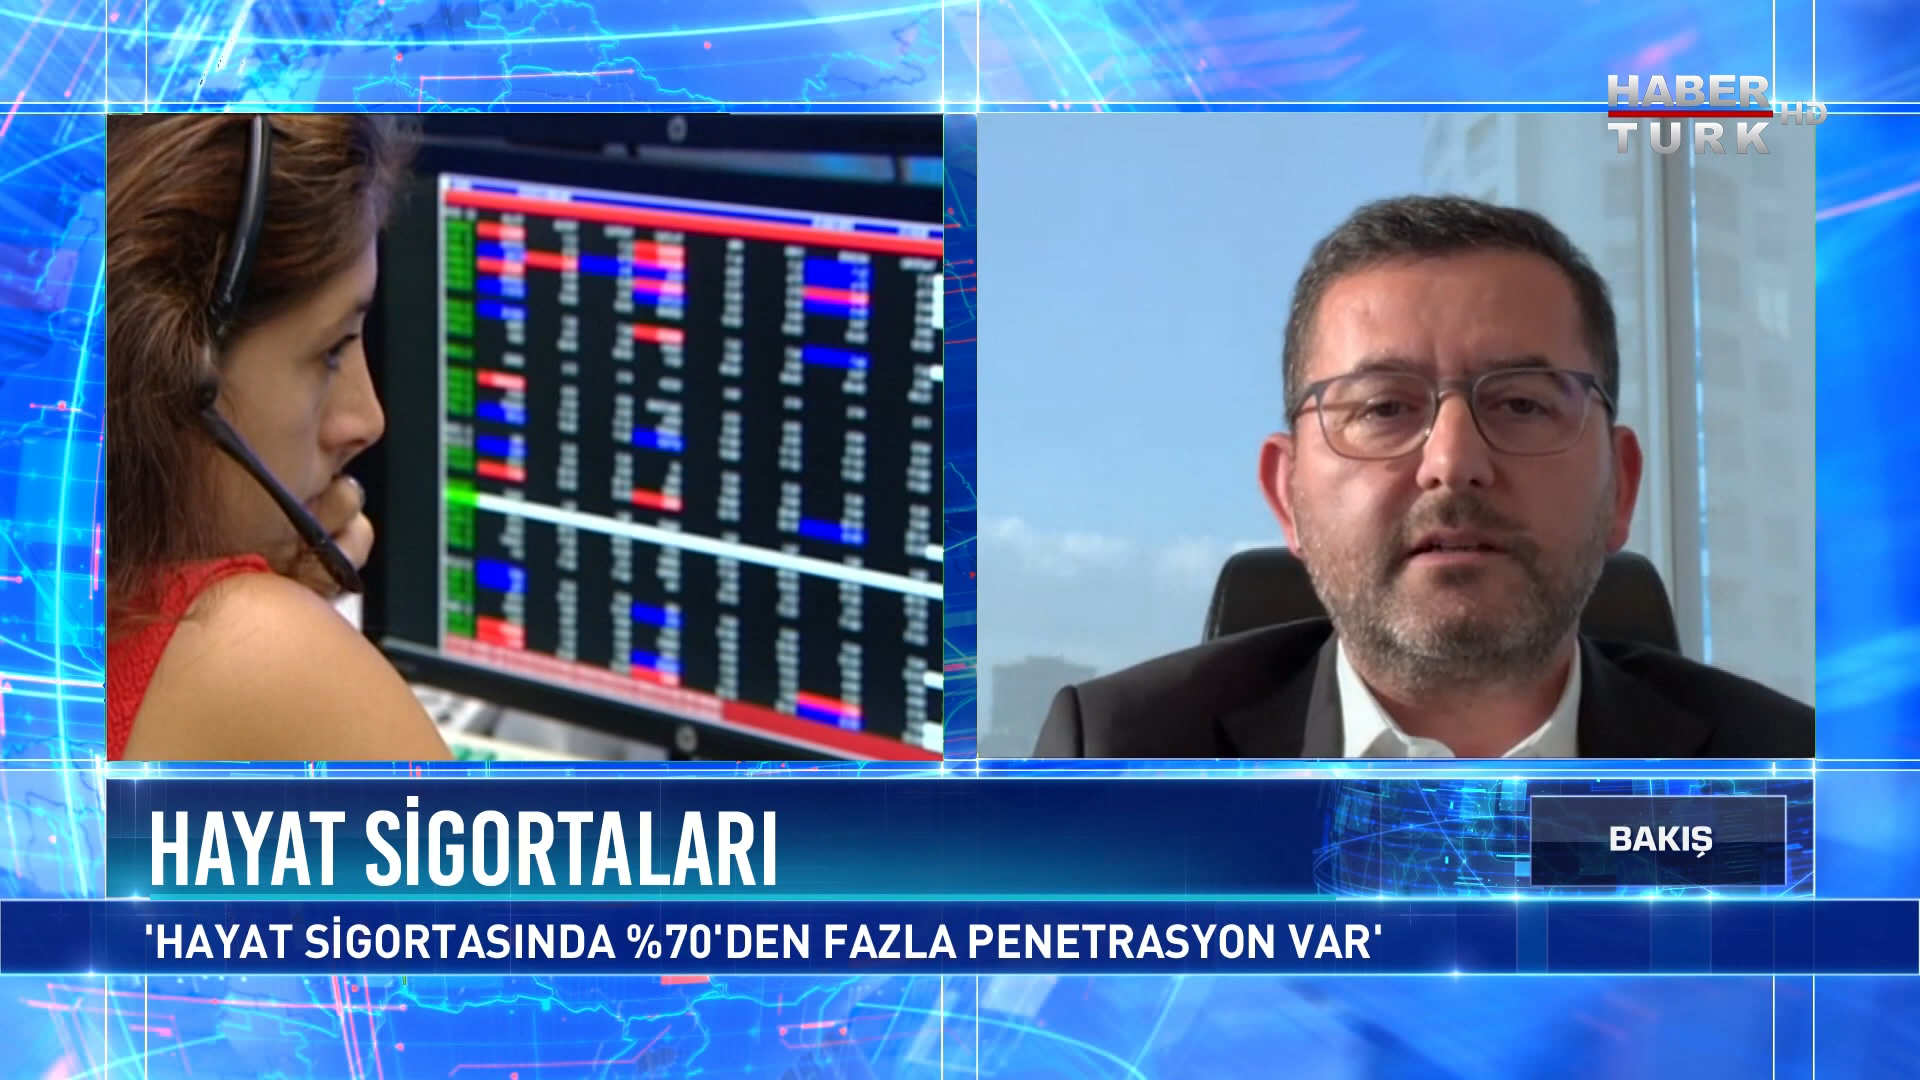 HABER
TURK HD
HAYAT SİGORTALARI
BAKIŞ
'HAYAT SİGORTASINDA %70'DEN FAZLA PENETRASYON VAR'